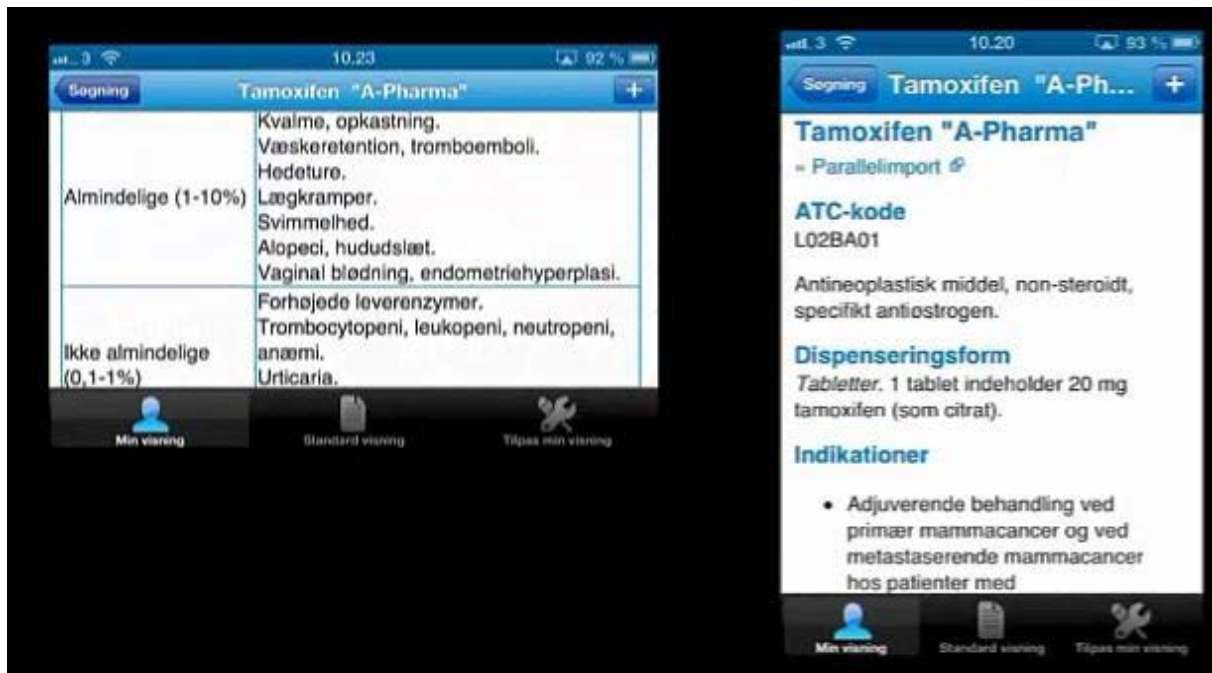 3
10.23
92 %
Søgning
Tamoxifen "A-Pharma"
+
Almindelige (1-10%)
Kvalme, opkastning.
Væskeretention, tromboemboli.
Hedeture.
Lægkramper.
Svimmelhed.
Alopeci, hududslæt.
Vaginal blødning, endometriehyperplasi.
Ikke almindelige
(0,1-1%)
Forhøjede leverenzymer.
Trombocytopeni, leukopeni, neutropeni,
anæmi.
Urticaria.
Min visning
Standard visning
Tilpas min visning
3
10.20
93 %
Søgning
Tamoxifen "A-Ph...
+
Tamoxifen "A-Pharma"
- Parallelimport
ATC-kode
L02BA01
Antineoplastisk middel, non-steroidt,
specifikt antiøstrogen.
Dispenseringsform
Tabletter. 1 tablet indeholder 20 mg
tamoxifen (som citrat).
Indikationer
• Adjuverende behandling ved
primær mammacancer og ved
metastaserende mammacancer
hos patienter med
Min visning
Standard visning
Tilpas min visning